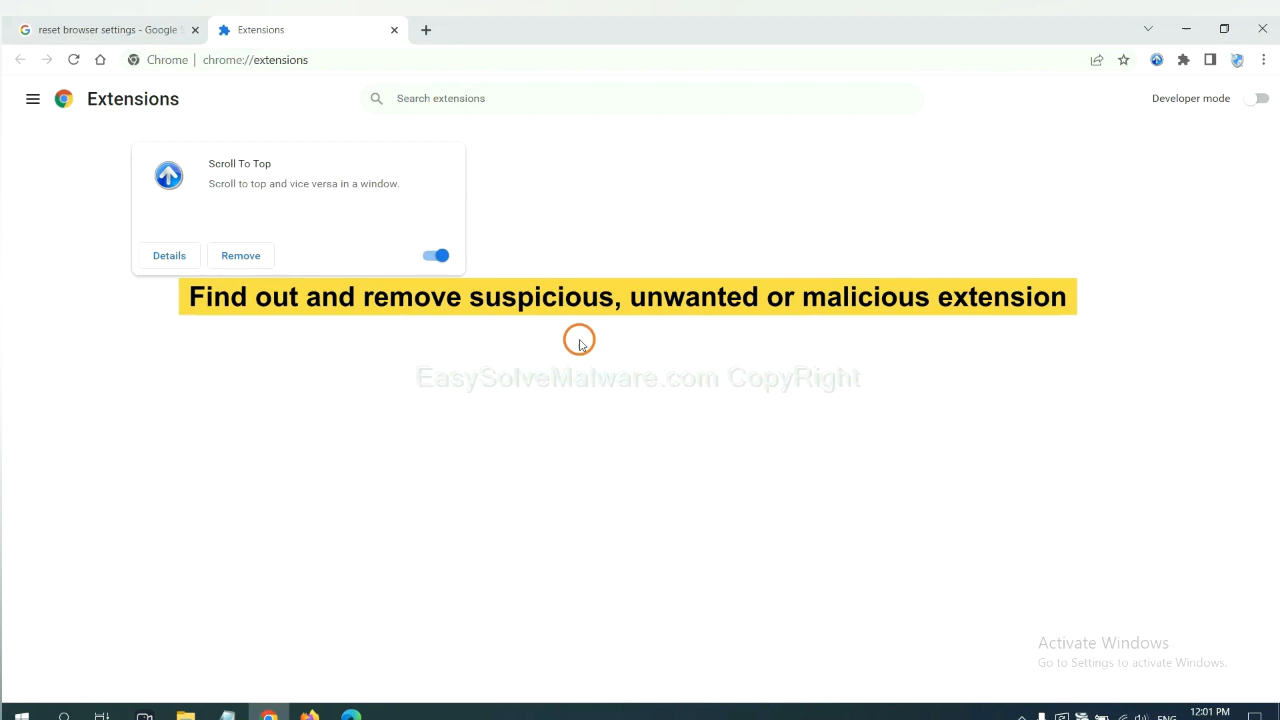 reset browser settings - Google
Extensions
Chrome
chrome://extensions
Extensions
Search extensions
Developer mode
Scroll To Top
Scroll to top and vice versa in a window.
Details
Remove
Find out and remove suspicious, unwanted or malicious extension
EasySolveMalware.com CopyRight
Activate Windows
Go to Settings to activate Windows.
12:01 PM
ENG